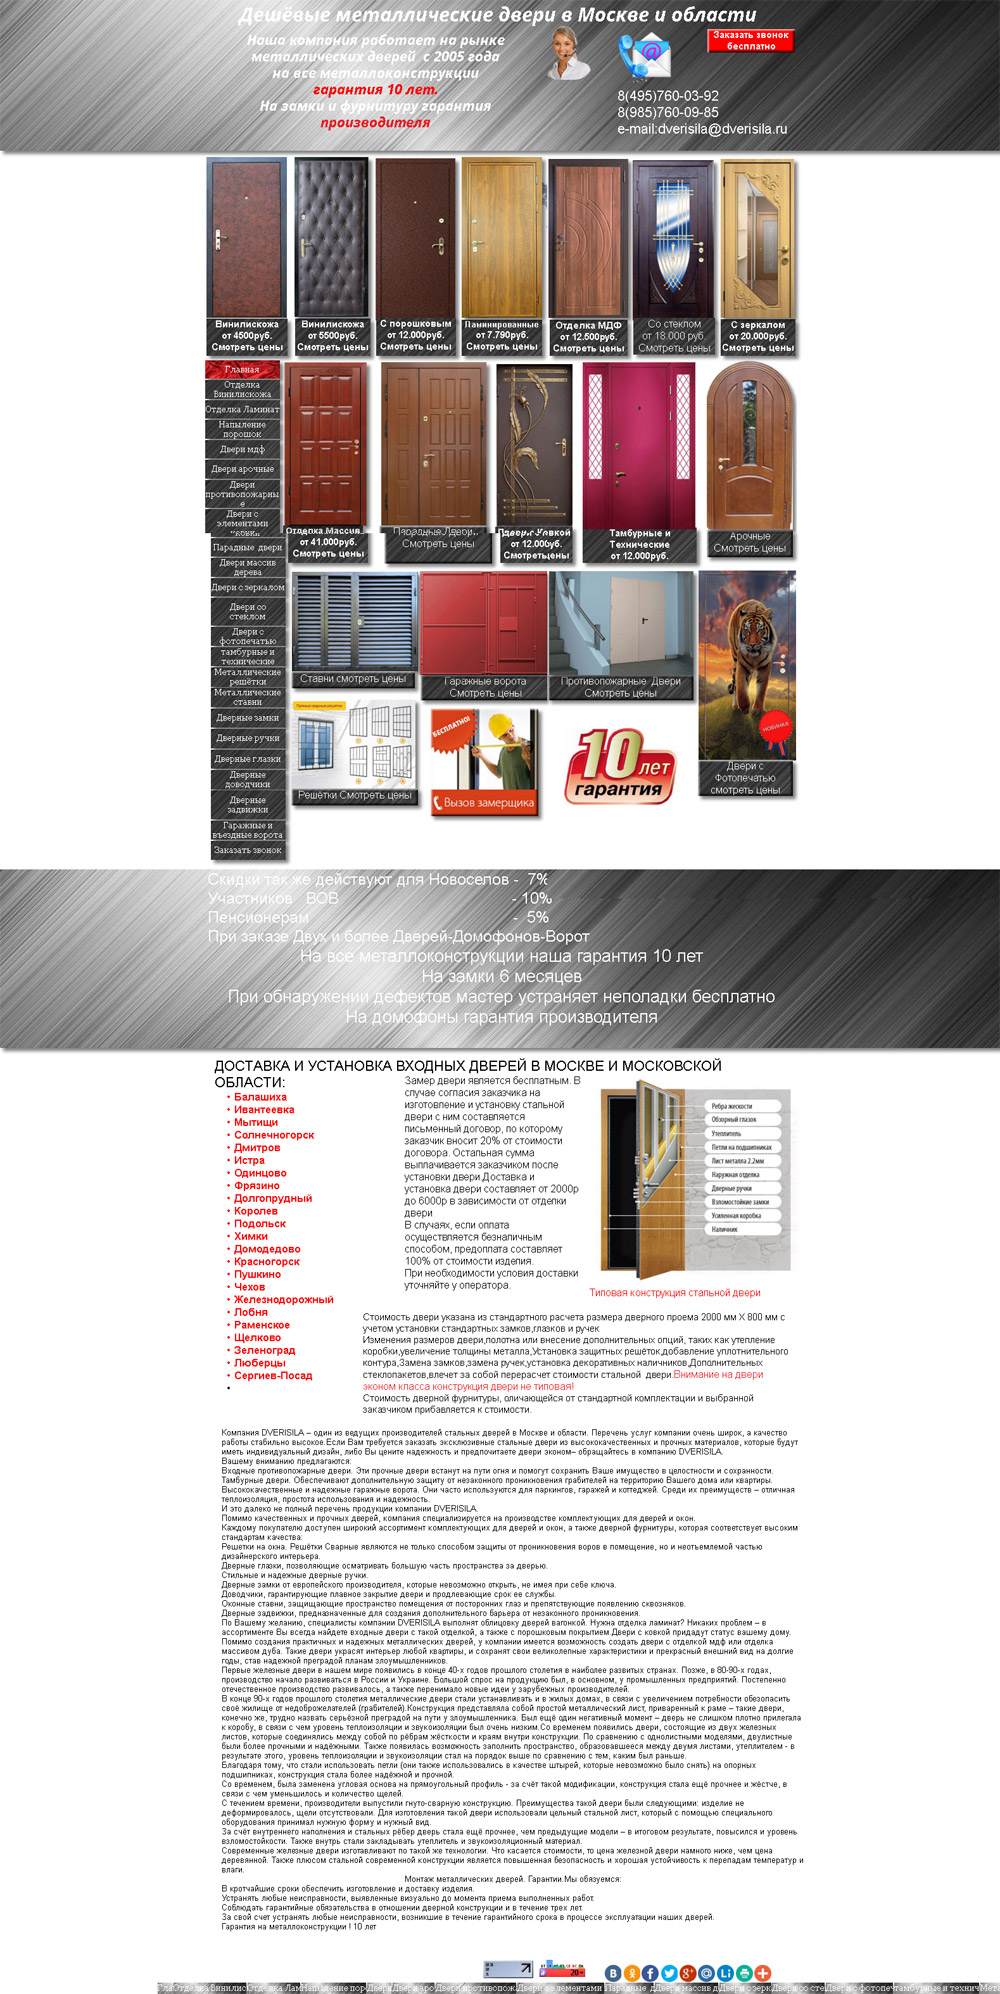 Дешёвые металлические двери в Москве и области
Наша компания работает на рынке
металлических дверей с 2005 года
на все металлоконструкции
гарантия 10 лет.
На замки и фурнитуру гарантия
производителя
Заказать звонок
бесплатно
8(495)760-03-92
8(985)760-09-85
e-mail:dverisila@dverisila.ru
Винилискожа
от 4500руб.
Смотреть цены
Винилискожа
от 5500руб.
Смотреть цены
С порошковым
от 12.000руб.
Смотреть цены
Ламинированные
от 7.790руб.
Смотреть цены
Отделка МДФ
от 12.500руб.
Смотреть цены
Со стеклом
от 18.000 руб.
Смотреть цены
С зеркалом
от 20.000руб.
Смотреть цены
Главная
Отделка
Винилискожа
Отделка Ламинат
Напыление
порошок
Двери мдф
Двери арочные
Двери
противопожарны
е
Двери с
элементами
ковки
Парадные двери
Двери массив
дерева
Двери с зеркалом
Двери со
стеклом
Двери с
фотопечатью
тамбурные и
технические
Металлические
решётки
Металлические
ставни
Дверные замки
Дверные ручки
Дверные глазки
Дверные
доводчики
Дверные
задвижки
Гаражные и
въездные ворота
Заказать звонок
Отделка Массив
от 41.000руб.
Смотреть цены
Парадные Двери
Смотреть цены
Двери с Ковкой
от 12.000уб.
Смотретьцены
Тамбурные и
Технические
от 12.000руб.
Арочные
Смотреть цены
Ставни смотреть цены
Гаражные ворота
Смотреть цены
Противопожарные Двери
Смотреть цены
НОВИНКА
Двери с
Фотопечатью
смотреть цены
Решётки Смотреть цены
БЕСПЛАТНО!
Вызов замерщика
10 лет
гарантия
Скидки так же действуют для Новоселов - 7%
Участников ВОВ - 10%
Пенсионерам - 5%
При заказе Двух и более Дверей-Домофонов-Ворот
На все металлоконструкции наша гарантия 10 лет
На замки 6 месяцев
При обнаружении дефектов мастер устраняет неполадки бесплатно
На домофоны гарантия производителя
ДОСТАВКА И УСТАНОВКА ВХОДНЫХ ДВЕРЕЙ В МОСКВЕ И МОСКОВСКОЙ
ОБЛАСТИ:
• Балашиха
• Ивантеевка
• Мытищи
• Солнечногорск
• Дмитров
• Истра
• Одинцово
• Фрязино
• Долгопрудный
• Королев
• Подольск
• Химки
• Домодедово
• Красногорск
• Пушкино
• Чехов
• Железнодорожный
• Лобня
• Раменское
• Щелково
• Зеленоград
• Люберцы
• Сергиев-Посад
Замер двери является бесплатным. В
случае согласия заказчика на
изготовление и установку стальной
двери с ним составляется
письменный договор, по которому
заказчик вносит 20% от стоимости
договора. Остальная сумма
выплачивается заказчиком после
установки двери.Доставка и
установка двери составляет от 2000р
до 6000р в зависимости от отделки
двери
В случаях, если оплата
осуществляется безналичным
способом, предоплата составляет
100% от стоимости изделия.
При необходимости условия доставки
уточняйте у оператора.
Ребра жескости
Обзорный глазок
Утеплитель
Петли на подшипниках
Лист металла 2.2мм
Наружная отделка
Дверные ручки
Взломостойкие замки
Усиленная коробка
Наличник
Типовая конструкция стальной двери
Стоимость двери указана из стандартного расчета размера дверного проема 2000 мм Х 800 мм с
учетом установки стандартных замков,глазков и ручек
Изменения размеров двери,полотна или внесение дополнительных опций, таких как утепление
коробки,увеличение толщины металла,Установка защитных решёток,добавление уплотнительного
контура,Замена замков,замена ручек,установка декоративных наличников,Дополнительных
стеклопакетов,влечет за собой перерасчет стоимости стальной двери.Внимание на двери
эконом класса конструкция двери не типовая!
Стоимость дверной фурнитуры, оличающейся от стандартной комплектации и выбранной
заказчиком прибавляется к стоимости.
Компания DVERISILA – один из ведущих производителей стальных дверей в Москве и области. Перечень услуг компании очень широк, а качество
работы стабильно высокое.Если Вам требуется заказать эксклюзивные стальные двери из высококачественных и прочных материалов, которые будут
иметь индивидуальный дизайн, либо Вы цените надежность и предпочитаете двери эконом– обращайтесь в компанию DVERISILA.
Вашему вниманию предлагаются:
Входные противопожарные двери. Эти прочные двери встанут на пути огня и помогут сохранить Ваше имущество в целостности и сохранности.
Тамбурные двери. Обеспечивают дополнительную защиту от незаконного проникновения грабителей на территорию Вашего дома или квартиры.
Высококачественные и надежные гаражные ворота. Они часто используются для паркингов, гаражей и коттеджей. Среди их преимуществ – отличная
теплоизоляция, простота использования и надежность.
И это далеко не полный перечень продукции компании DVERISILA.
Помимо качественных и прочных дверей, компания специализируется на производстве комплектующих для дверей и окон.
Каждому покупателю доступен широкий ассортимент комплектующих для дверей и окон, а также дверной фурнитуры, которая соответствует высоким
стандартам качества:
Решетки на окна. Решётки Сварные являются не только способом защиты от проникновения воров в помещение, но и неотъемлемой частью
дизайнерского интерьера.
Дверные глазки, позволяющие осматривать большую часть пространства за дверью.
Стильные и надежные дверные ручки.
Дверные замки от европейского производителя, которые невозможно открыть, не имея при себе ключа.
Доводчики, гарантирующие плавное закрытие двери и продлевающие срок ее службы.
Оконные ставни, защищающие пространство помещения от посторонних глаз и препятствующие появлению сквозняков.
Дверные задвижки, предназначенные для создания дополнительного барьера от незаконного проникновения.
По Вашему желанию, специалисты компании DVERISILA выполнят облицовку дверей вагонкой. Нужна отделка ламинат? Никаких проблем – в
ассортименте Вы всегда найдете входные двери с такой отделкой, а также с порошковым покрытием.Двери с ковкой придадут статус вашему дому.
Помимо создания практичных и надежных металлических дверей, у компании имеется возможность создать двери с отделкой мдф или отделка
массивом дуба. Такие двери украсят интерьер любой квартиры, и сохранят свои великолепные характеристики и прекрасный внешний вид на долгие
годы, став надежной преградой планам злоумышленников.
Первые железные двери в нашем мире появились в конце 40-х годов прошлого столетия в наиболее развитых странах. Позже, в 80-90-х годах,
производство начало развиваться в России и Украине. Большой спрос на продукцию был, в основном, у промышленных предприятий. Постепенно
отечественное производство развивалось, а также перенимало новые идеи у зарубежных производителей.
В конце 90-х годов прошлого столетия металлические двери стали устанавливать и в жилых домах, в связи с увеличением потребности обезопасить
своё жилище от недоброжелателей (грабителей).Конструкция представляла собой простой металлический лист, приваренный к раме – такие двери,
конечно же, трудно назвать серьёзной преградой на пути у злоумышленника. Был ещё один негативный момент – дверь не слишком плотно прилегала
к коробу, в связи с чем уровень теплоизоляции и звукоизоляции был очень низким.Со временем появились двери, состоящие из двух железных
листов, которые соединялись между собой по рёбрам жёсткости и краям внутри конструкции. По сравнению с однолистными моделями, двулистные
были более прочными и надёжными. Также появилась возможность заполнить пространство, образовавшееся между двумя листами, утеплителем - в
результате этого, уровень теплоизоляции и звукоизоляции стал на порядок выше по сравнению с тем, каким был раньше.
Благодаря тому, что стали использовать петли (они также использовались в качестве штырей, которые невозможно было снять) на опорных
подшипниках, конструкция стала более надёжной и прочной.
Со временем, была заменена угловая основа на прямоугольный профиль - за счёт такой модификации, конструкция стала ещё прочнее и жёстче, в
связи с чем уменьшилось и количество щелей.
С течением времени, производители выпустили гнуто-сварную конструкцию. Преимущества такой двери были следующими: изделие не
деформировалось, щели отсутствовали. Для изготовления такой двери использовали цельный стальной лист, который с помощью специального
оборудования принимал нужную форму и нужный вид.
За счёт внутреннего наполнения и стальных рёбер дверь стала ещё прочнее, чем предыдущие модели – в итоговом результате, повысился и уровень
взломостойкости. Также внутрь стали закладывать утеплитель и звукоизоляционный материал.
Современные железные двери изготавливают по такой же технологии. Что касается стоимости, то цена железной двери намного ниже, чем цена
деревянной. Также плюсом стальной современной конструкции является повышенная безопасность и хорошая устойчивость к перепадам температур и
влаги.
Монтаж металлических дверей. Гарантии.Мы обязуемся:
В кротчайшие сроки обеспечить изготовление и доставку изделия.
Устранять любые неисправности, выявленные визуально до момента приема выполненных работ.
Соблюдать гарантийные обязательства в отношении дверной конструкции и в течение трех лет.
За свой счет устранять любые неисправности, возникшие в течение гарантийного срока в процессе эксплуатации наших дверей.
Гарантия на металлоконструкции ! 10 лет